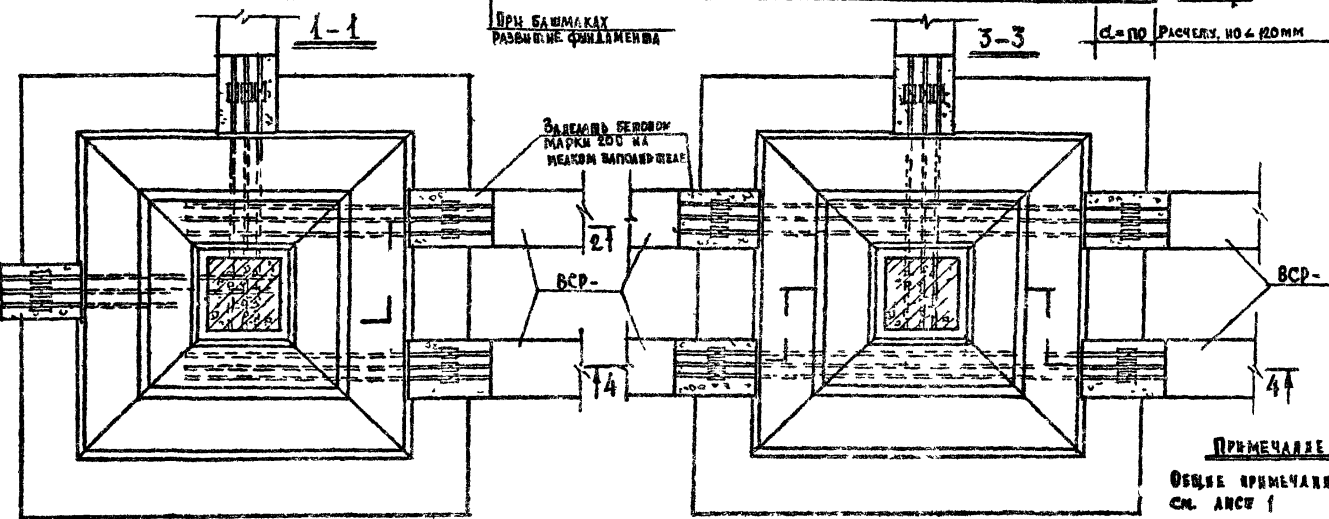 1-1
ПРИ БАШМАКАХ
РАЗВИТИЕ ФУНДАМЕНТА
3-3
d=по РАСЧЕТУ, НО < 120ММ
ЗАДЕЛАТЬ БЕТОНОМ
МАРКИ 200 НА
МЕЛКОМ ЗАПОЛНИТЕЛЕ
2
ВСР-
ВСР-
4
4
ПРИМЕЧАНИЕ
ОБЩИЕ ПРИМЕЧАНИ
СМ. ЛИСТ 1